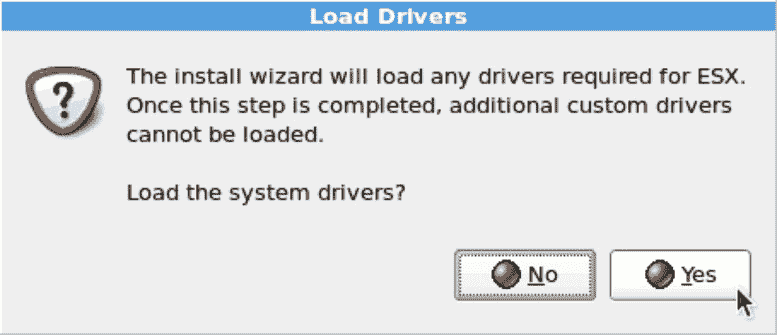 Load Drivers
The install wizard will load any drivers required for ESX.
Once this step is completed, additional custom drivers
cannot be loaded.
Load the system drivers?
No
Yes